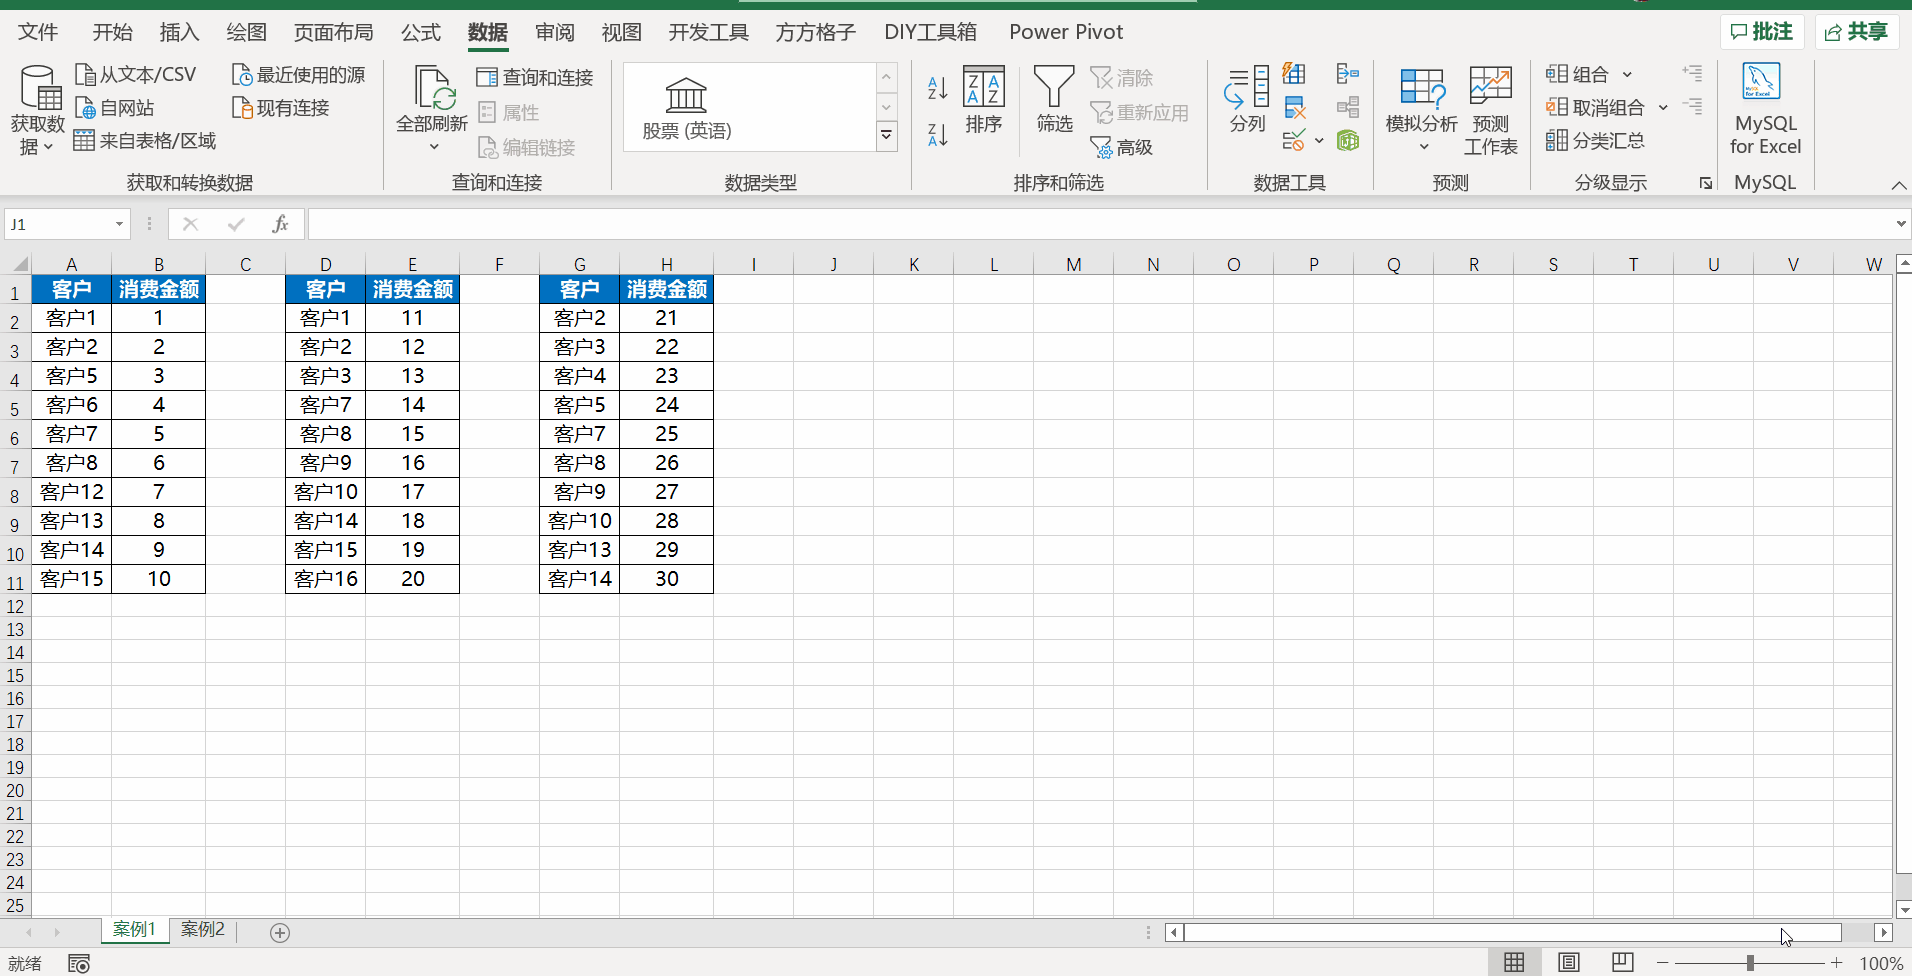 文件 开始 插入 绘图 页面布局 公式 数据 审阅 视图 开发工具 方方格子 DIY工具箱 Power Pivot 批注 共享
获取数据
从文本/CSV
自网站
来自表格/区域
最近使用的源
现有连接
获取和转换数据
全部刷新
查询和连接
属性
编辑链接
查询和连接
股票 (英语)
数据类型
排序
筛选
清除
重新应用
高级
排序和筛选
分列
数据工具
模拟分析
预测
工作表
预测
组合
取消组合
分类汇总
分级显示
MySQL
for Excel
MySQL
J1 fx
A B C D E F G H I J K L M N O P Q R S T U V W
1 客户 消费金额 客户 消费金额 客户 消费金额
2 客户1 1 客户1 11 客户2 21
3 客户2 2 客户2 12 客户3 22
4 客户5 3 客户3 13 客户4 23
5 客户6 4 客户7 14 客户5 24
6 客户7 5 客户8 15 客户7 25
7 客户8 6 客户9 16 客户8 26
8 客户12 7 客户10 17 客户9 27
9 客户13 8 客户14 18 客户10 28
10 客户14 9 客户15 19 客户13 29
11 客户15 10 客户16 20 客户14 30
12
13
14
15
16
17
18
19
20
21
22
23
24
25
案例1 案例2
就绪 100%